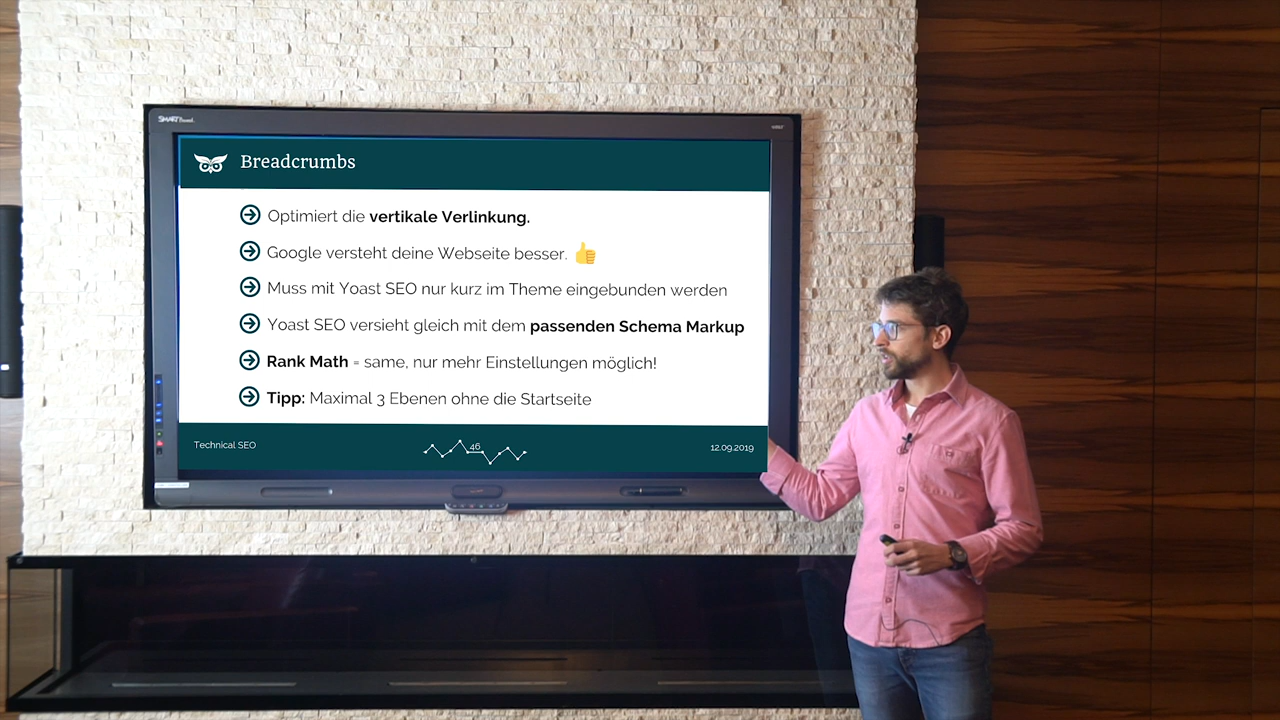 SMART Board
Breadcrumbs
Optimiert die vertikale Verlinkung.
Google versteht deine Webseite besser. 👍
Muss mit Yoast SEO nur kurz im Theme eingebunden werden
Yoast SEO versieht gleich mit dem passenden Schema Markup
Rank Math = same, nur mehr Einstellungen möglich!
Tipp: Maximal 3 Ebenen ohne die Startseite
Technical SEO
46
12.09.2019